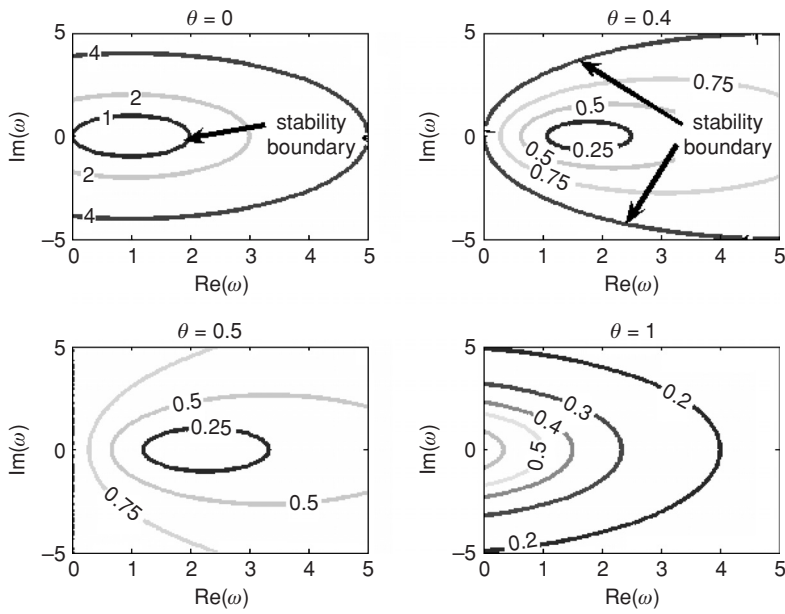 θ = 0
5
0
−5
Im(ω)
0 1 2 3 4 5
Re(ω)
4
2
1
2
4
stability
boundary
θ = 0.4
5
0
−5
Im(ω)
0 1 2 3 4 5
Re(ω)
0.75
0.5
0.25
0.5
0.75
stability
boundary
θ = 0.5
5
0
−5
Im(ω)
0 1 2 3 4 5
Re(ω)
0.5
0.25
0.5
0.75
θ = 1
5
0
−5
Im(ω)
0 1 2 3 4 5
Re(ω)
0.2
0.3
0.4
0.5
0.2